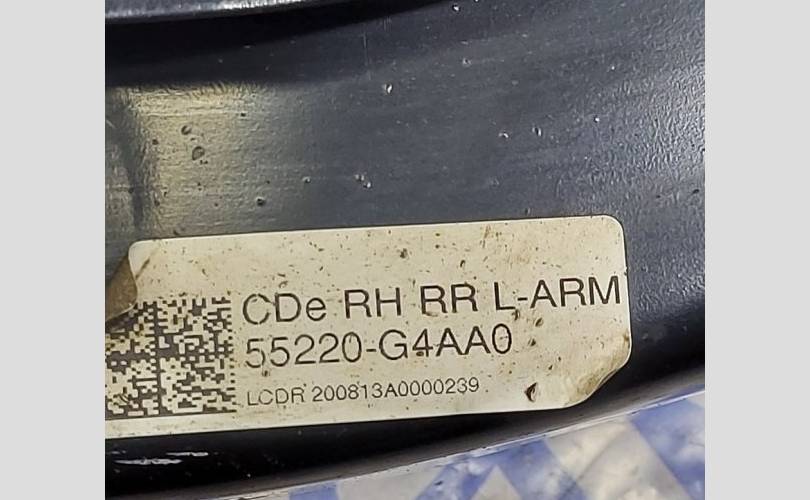 CDe RH RR L-ARM
55220-G4AA0
LCDR 200813A0000239